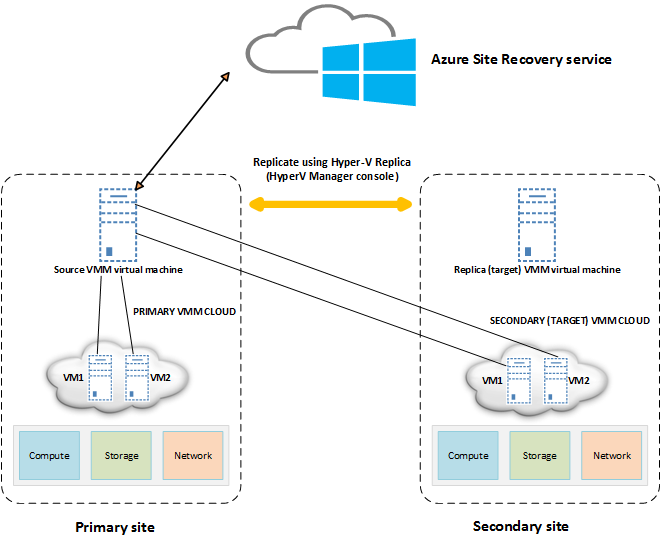 Azure Site Recovery service
Replicate using Hyper-V Replica
(HyperV Manager console)
Source VMM virtual machine
PRIMARY VMM CLOUD
VM1
VM2
Compute
Storage
Network
Primary site
Replica (target) VMM virtual machine
SECONDARY (TARGET) VMM CLOUD
VM1
VM2
Compute
Storage
Network
Secondary site